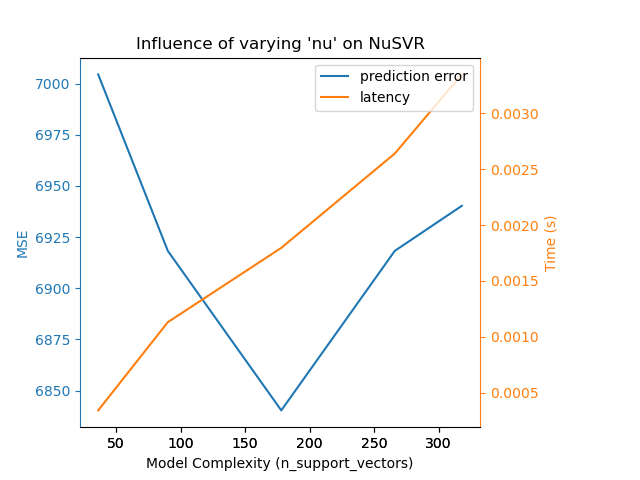 Influence of varying 'nu' on NuSVR
prediction error
latency
7000
6975
6950
6925
6900
6875
6850
MSE
0.0030
0.0025
0.0020
0.0015
0.0010
0.0005
Time (s)
50 100 150 200 250 300
Model Complexity (n_support_vectors)